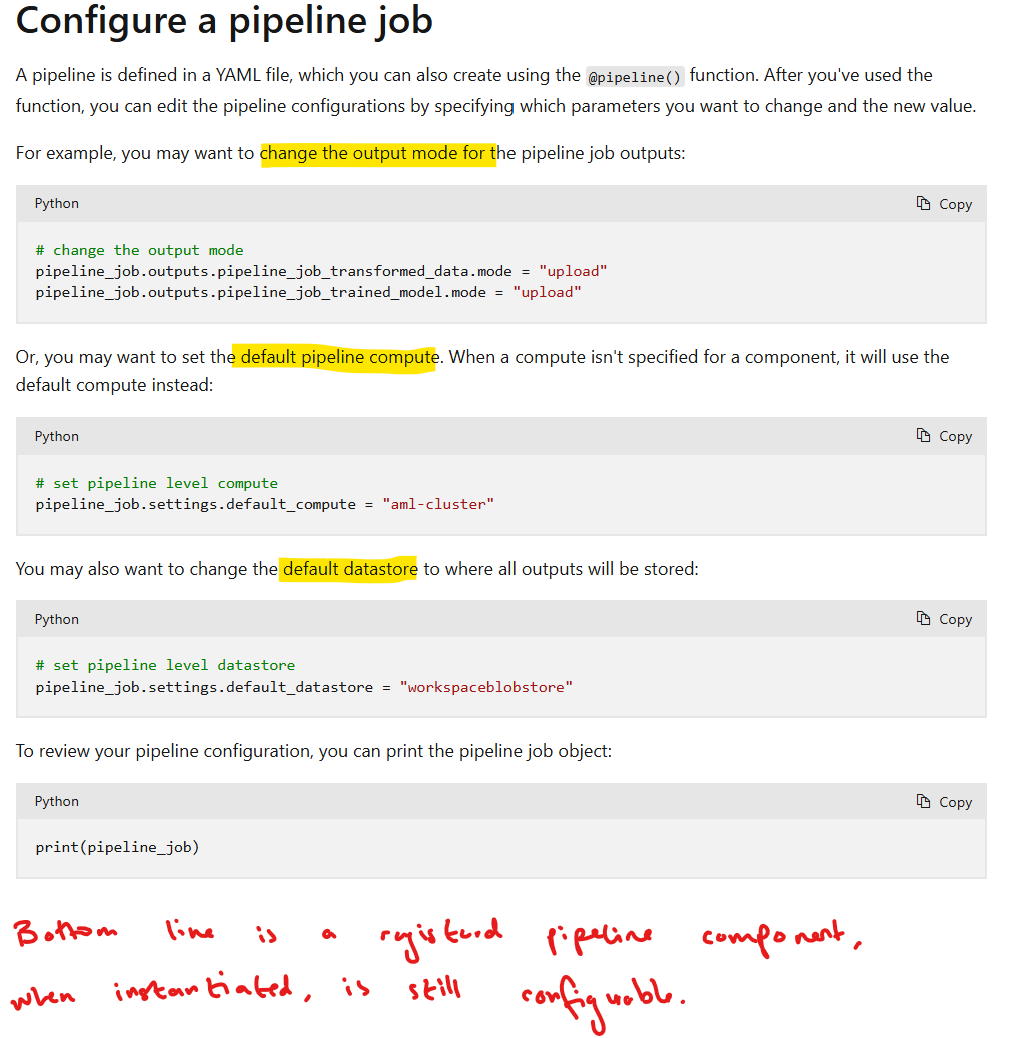 Configure a pipeline job
A pipeline is defined in a YAML file, which you can also create using the @pipeline() function. After you've used the
function, you can edit the pipeline configurations by specifying which parameters you want to change and the new value.
For example, you may want to change the output mode for the pipeline job outputs:
Python Copy
# change the output mode
pipeline_job.outputs.pipeline_job_transformed_data.mode = "upload"
pipeline_job.outputs.pipeline_job_trained_model.mode = "upload"
Or, you may want to set the default pipeline compute. When a compute isn't specified for a component, it will use the
default compute instead:
Python Copy
# set pipeline level compute
pipeline_job.settings.default_compute = "aml-cluster"
You may also want to change the default datastore to where all outputs will be stored:
Python Copy
# set pipeline level datastore
pipeline_job.settings.default_datastore = "workspaceblobstore"
To review your pipeline configuration, you can print the pipeline job object:
Python Copy
print(pipeline_job)
Bottom line is a registerd pipeline component,
when instantiated, is still configuable.